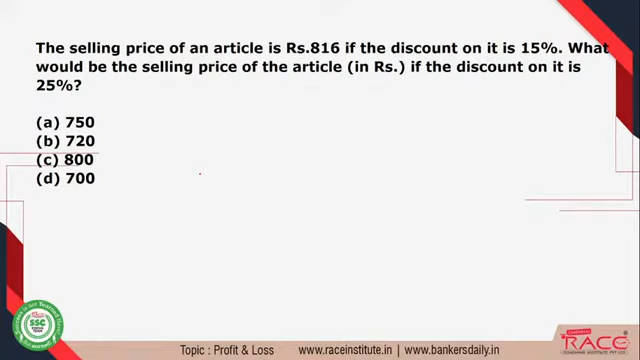 The selling price of an article is Rs.816 if the discount on it is 15%. What
would be the selling price of the article (in Rs.) if the discount on it is
25%?
(a) 750
(b) 720
(c) 800
(d) 700
SSC
RACE
Topic : Profit & Loss
www.raceinstitute.in | www.bankersdaily.in